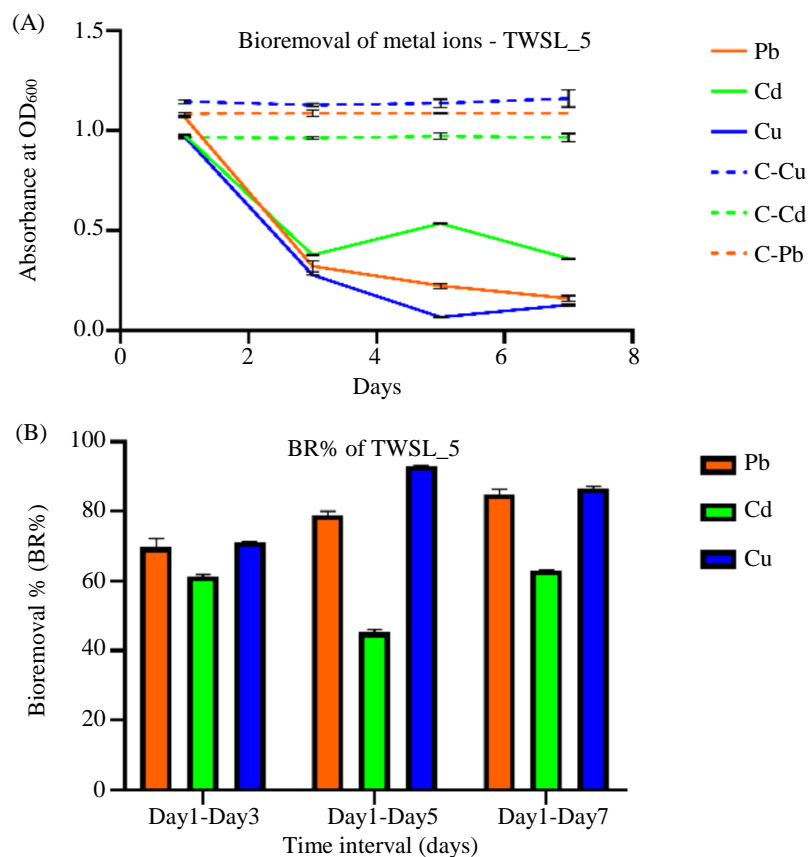 (A)
Bioremoval of metal ions - TWSL_5
Absorbance at OD600
1.5
1.0
0.5
0.0
0
2
4
6
8
Days
Pb
Cd
Cu
C-Cu
C-Cd
C-Pb
(B)
BR% of TWSL_5
Bioremoval % (BR%)
100
80
60
40
20
0
Day1-Day3
Day1-Day5
Day1-Day7
Time interval (days)
Pb
Cd
Cu